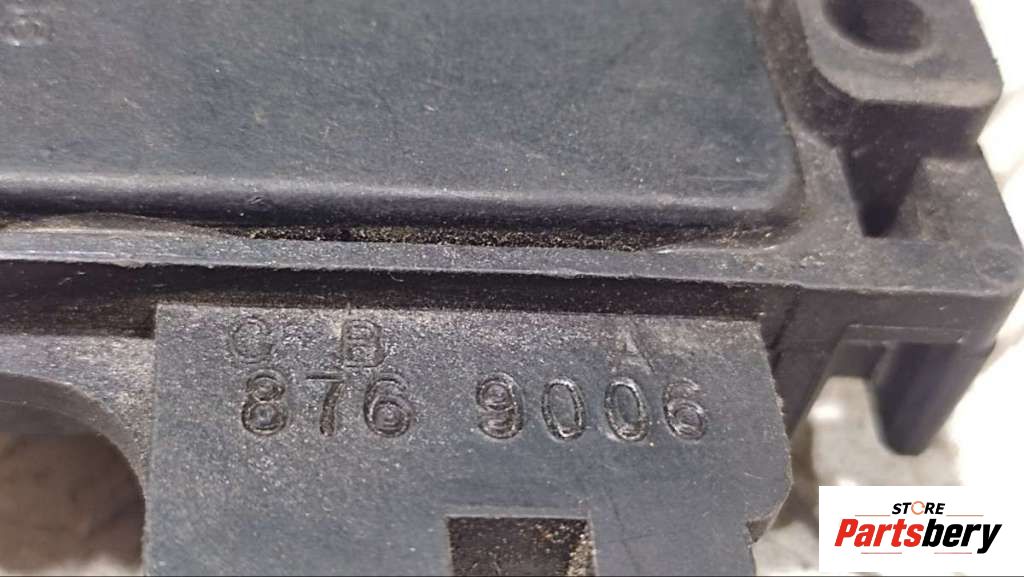 C B A
876 9006
STORE
Partsbery